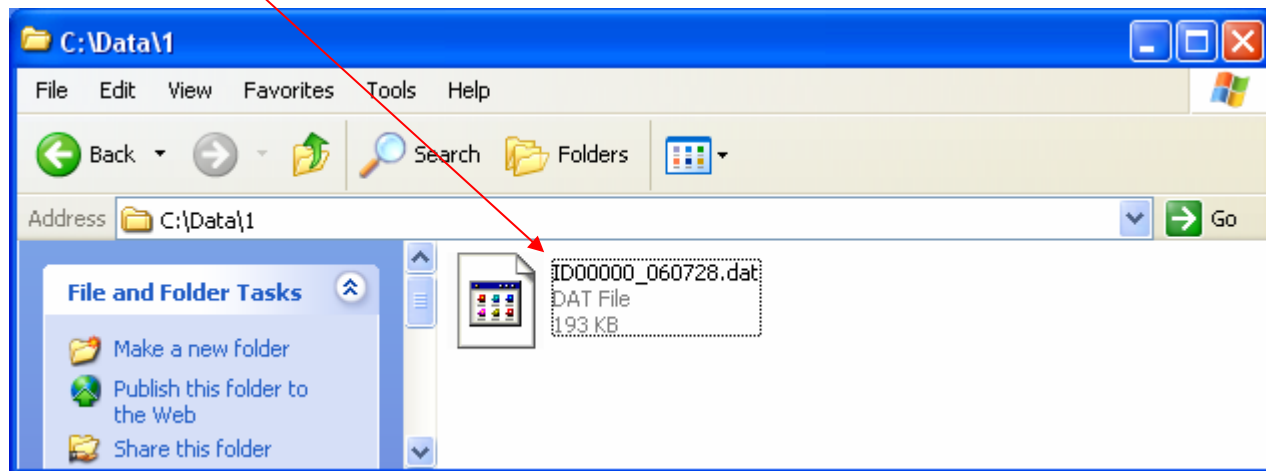 C:\Data\1
File Edit View Favorites Tools Help
Back Search Folders
Address C:\Data\1 Go
File and Folder Tasks
Make a new folder
Publish this folder to
the Web
Share this folder
ID00000_060728.dat
DAT File
193 KB